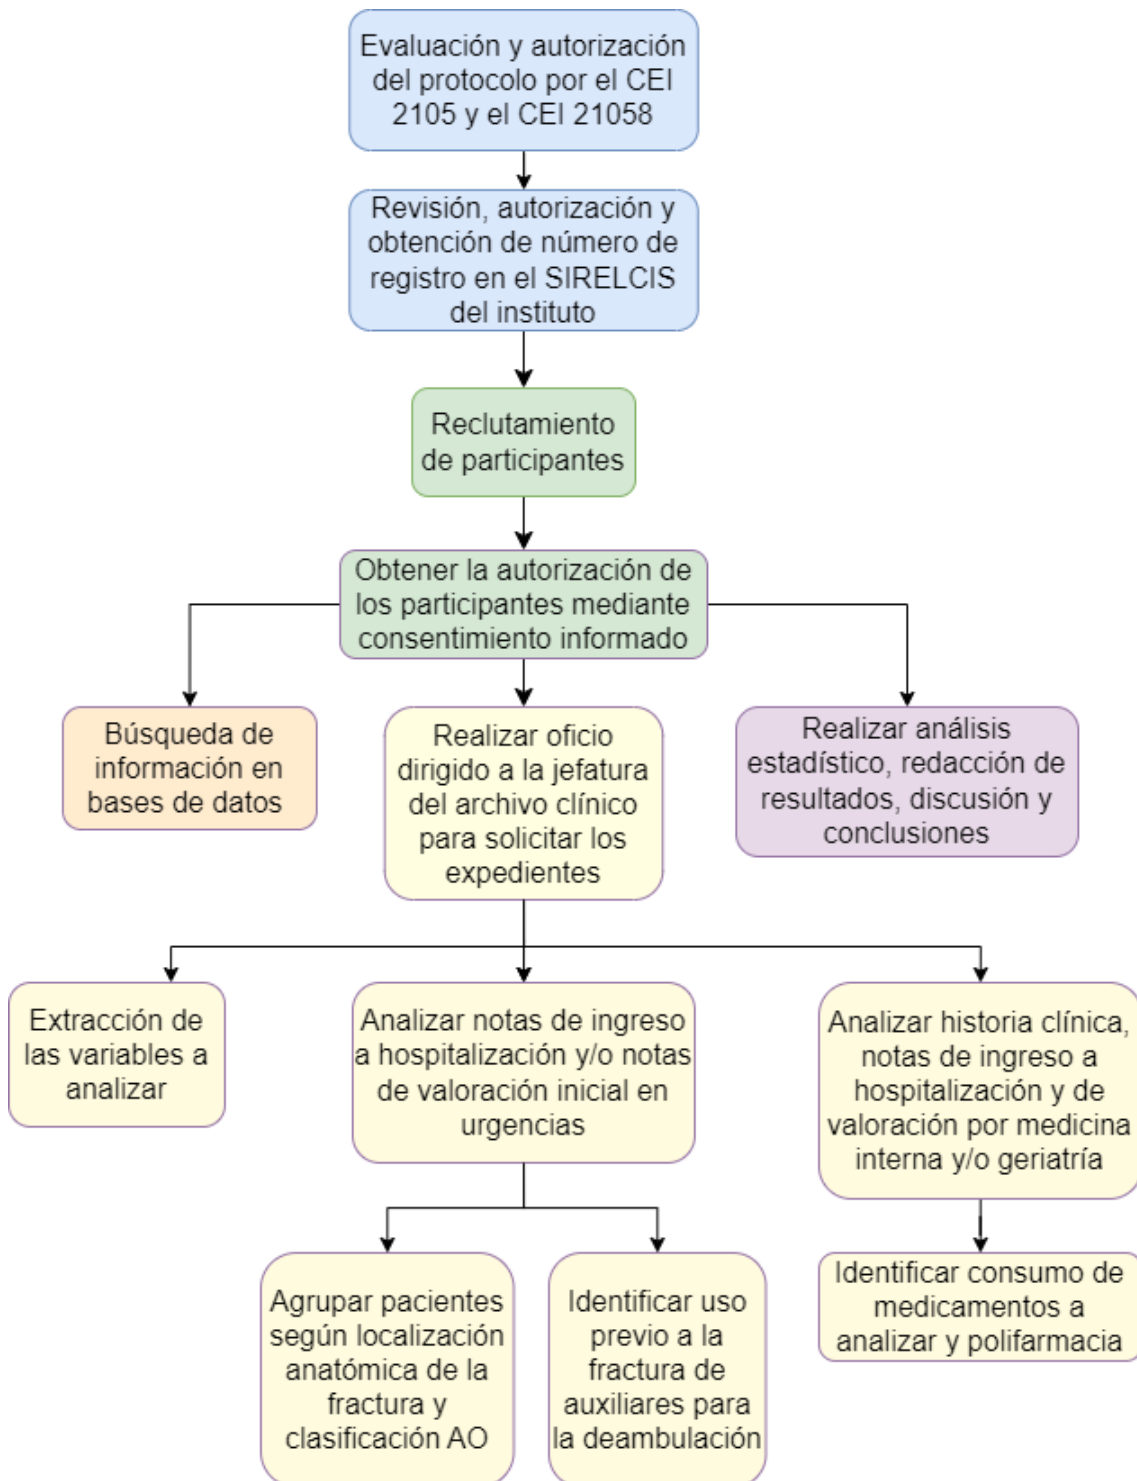 Evaluación y autorización
del protocolo por el CEI
2105 y el CEI 21058
Revisión, autorización y
obtención de número de
registro en el SIRELCIS
del instituto
Reclutamiento
de participantes
Obtener la autorización de
los participantes mediante
consentimiento informado
Búsqueda de
información en
bases de datos
Realizar oficio
dirigido a la jefatura
del archivo clínico
para solicitar los
expedientes
Realizar análisis
estadístico, redacción de
resultados, discusión y
conclusiones
Extracción de
las variables a
analizar
Analizar notas de ingreso
a hospitalización y/o notas
de valoración inicial en
urgencias
Analizar historia clínica,
notas de ingreso a
hospitalización y de
valoración por medicina
interna y/o geriatría
Agrupar pacientes
según localización
anatómica de la
fractura y
clasificación AO
Identificar uso
previo a la
fractura de
auxiliares para
la deambulación
Identificar consumo de
medicamentos a
analizar y polifarmacia